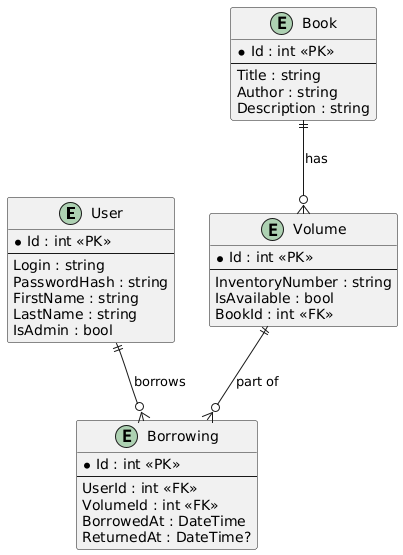 E Book
* Id : int «PK»
Title : string
Author : string
Description : string
has
E User
* Id : int «PK»
Login : string
PasswordHash : string
FirstName : string
LastName : string
IsAdmin : bool
E Volume
* Id : int «PK»
InventoryNumber : string
IsAvailable : bool
BookId : int «FK»
borrows
part of
E Borrowing
* Id : int «PK»
UserId : int «FK»
VolumeId : int «FK»
BorrowedAt : DateTime
ReturnedAt : DateTime?